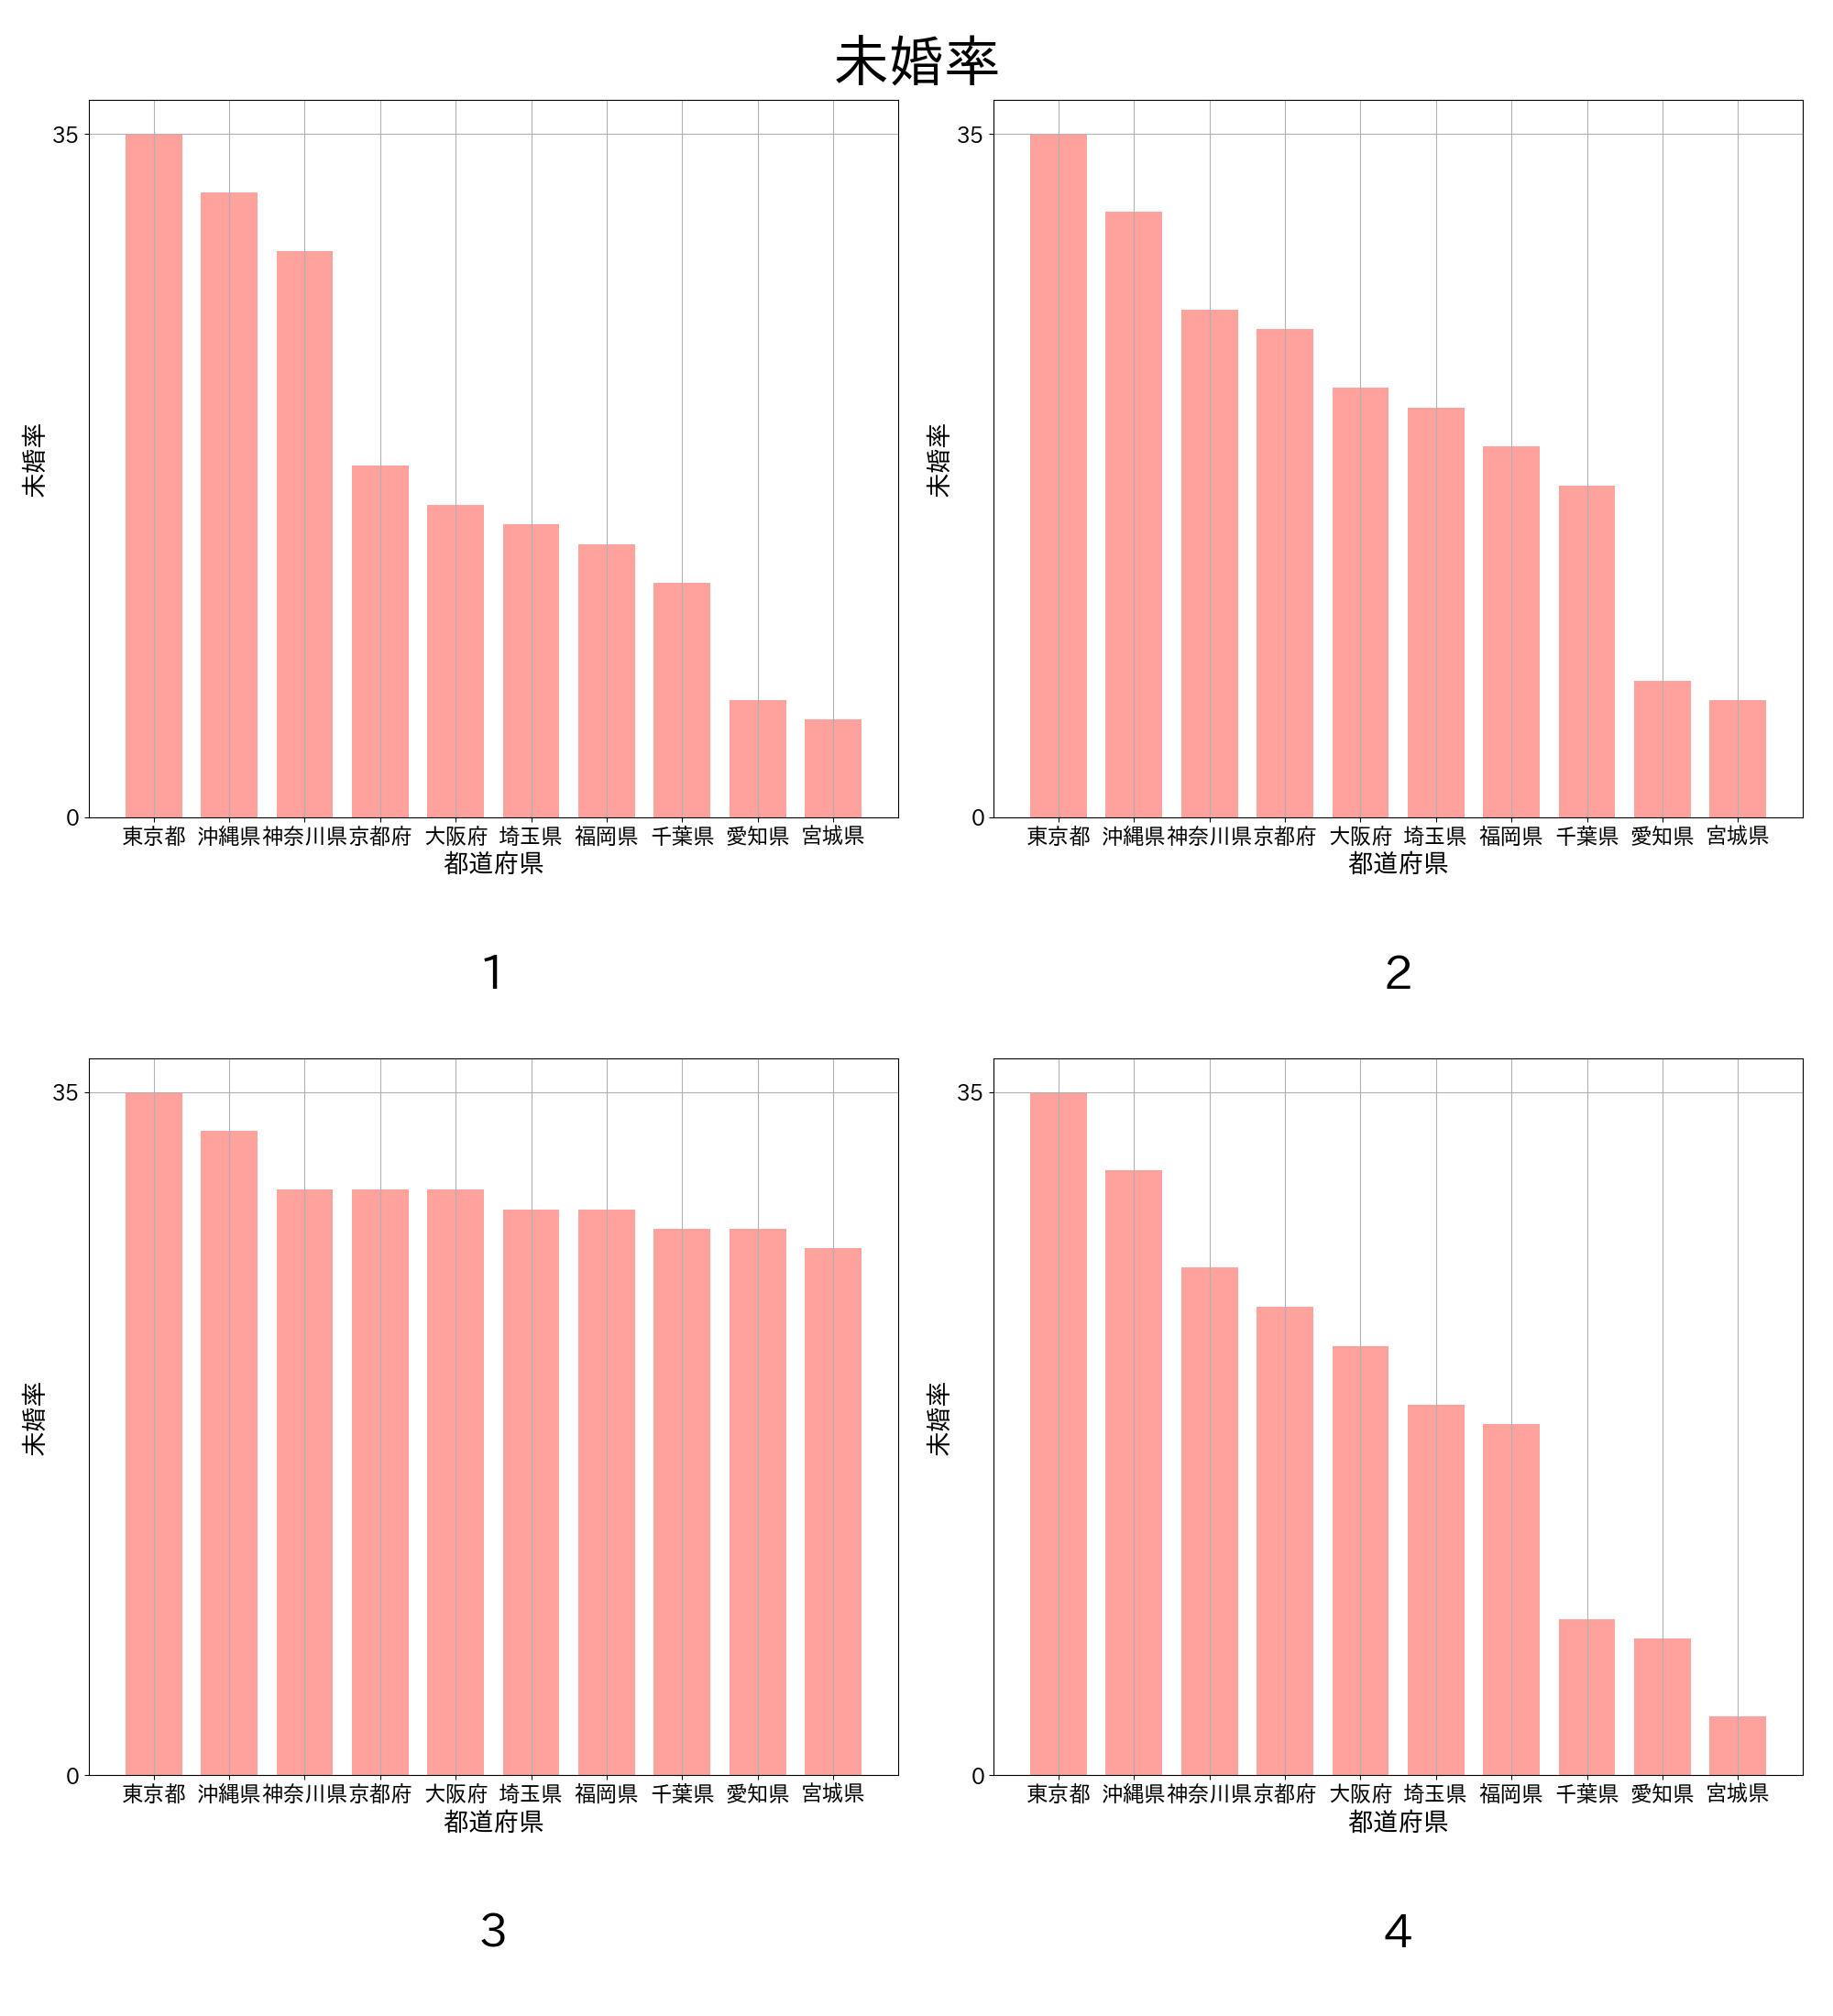 未婚率
35
未婚率
0
東京都 沖縄県 神奈川県 京都府 大阪府 埼玉県 福岡県 千葉県 愛知県 宮城県
都道府県
1
35
未婚率
0
東京都 沖縄県 神奈川県 京都府 大阪府 埼玉県 福岡県 千葉県 愛知県 宮城県
都道府県
2
35
未婚率
0
東京都 沖縄県 神奈川県 京都府 大阪府 埼玉県 福岡県 千葉県 愛知県 宮城県
都道府県
3
35
未婚率
0
東京都 沖縄県 神奈川県 京都府 大阪府 埼玉県 福岡県 千葉県 愛知県 宮城県
都道府県
4